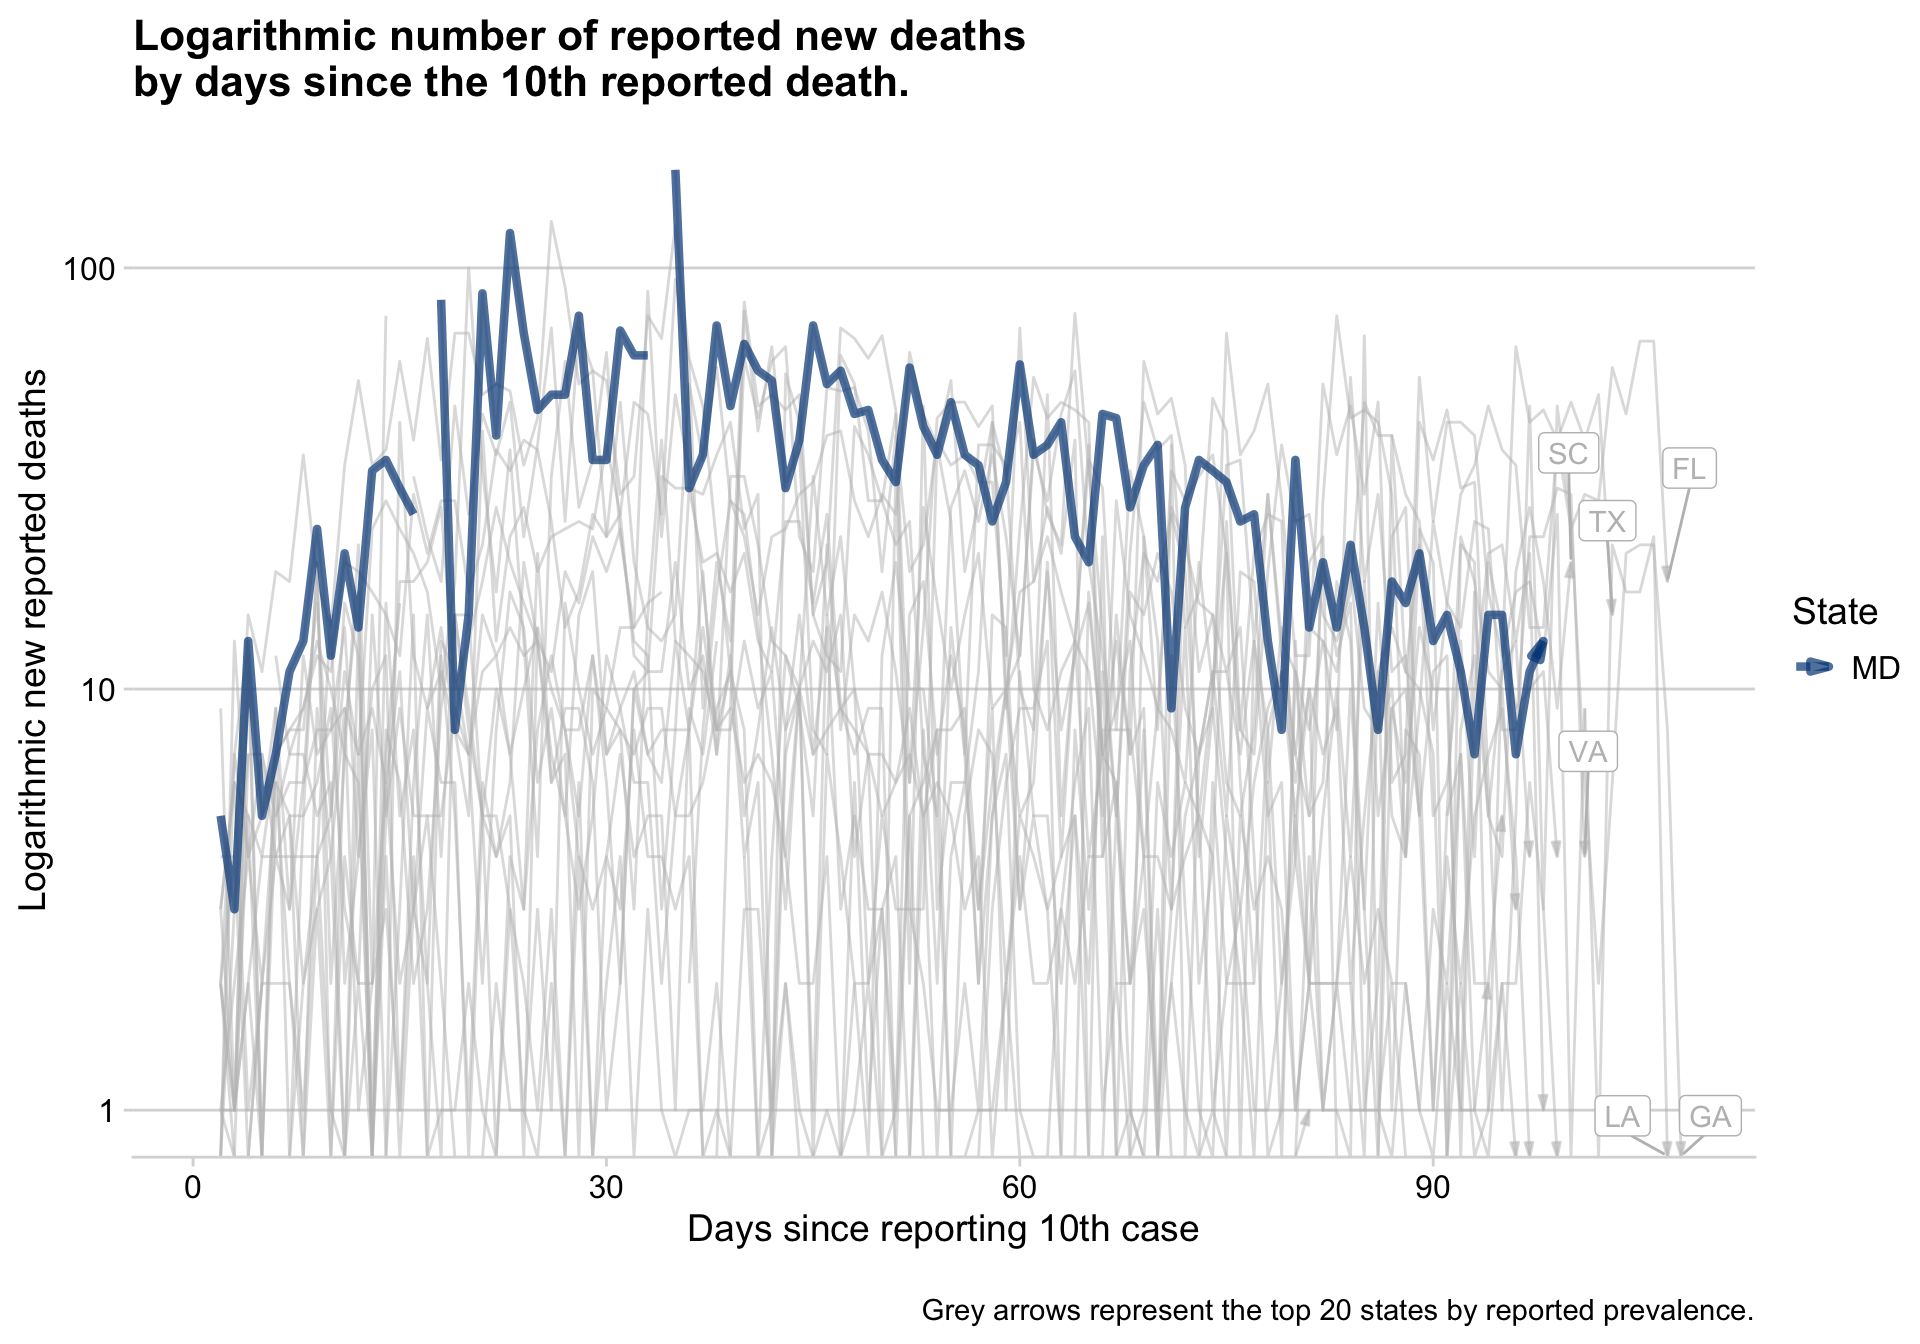 Logarithmic number of reported new deaths
by days since the 10th reported death.
Logarithmic new reported deaths
100
10
1
SC
FL
TX
VA
LA
GA
State
MD
0
30
60
90
Days since reporting 10th case
Grey arrows represent the top 20 states by reported prevalence.